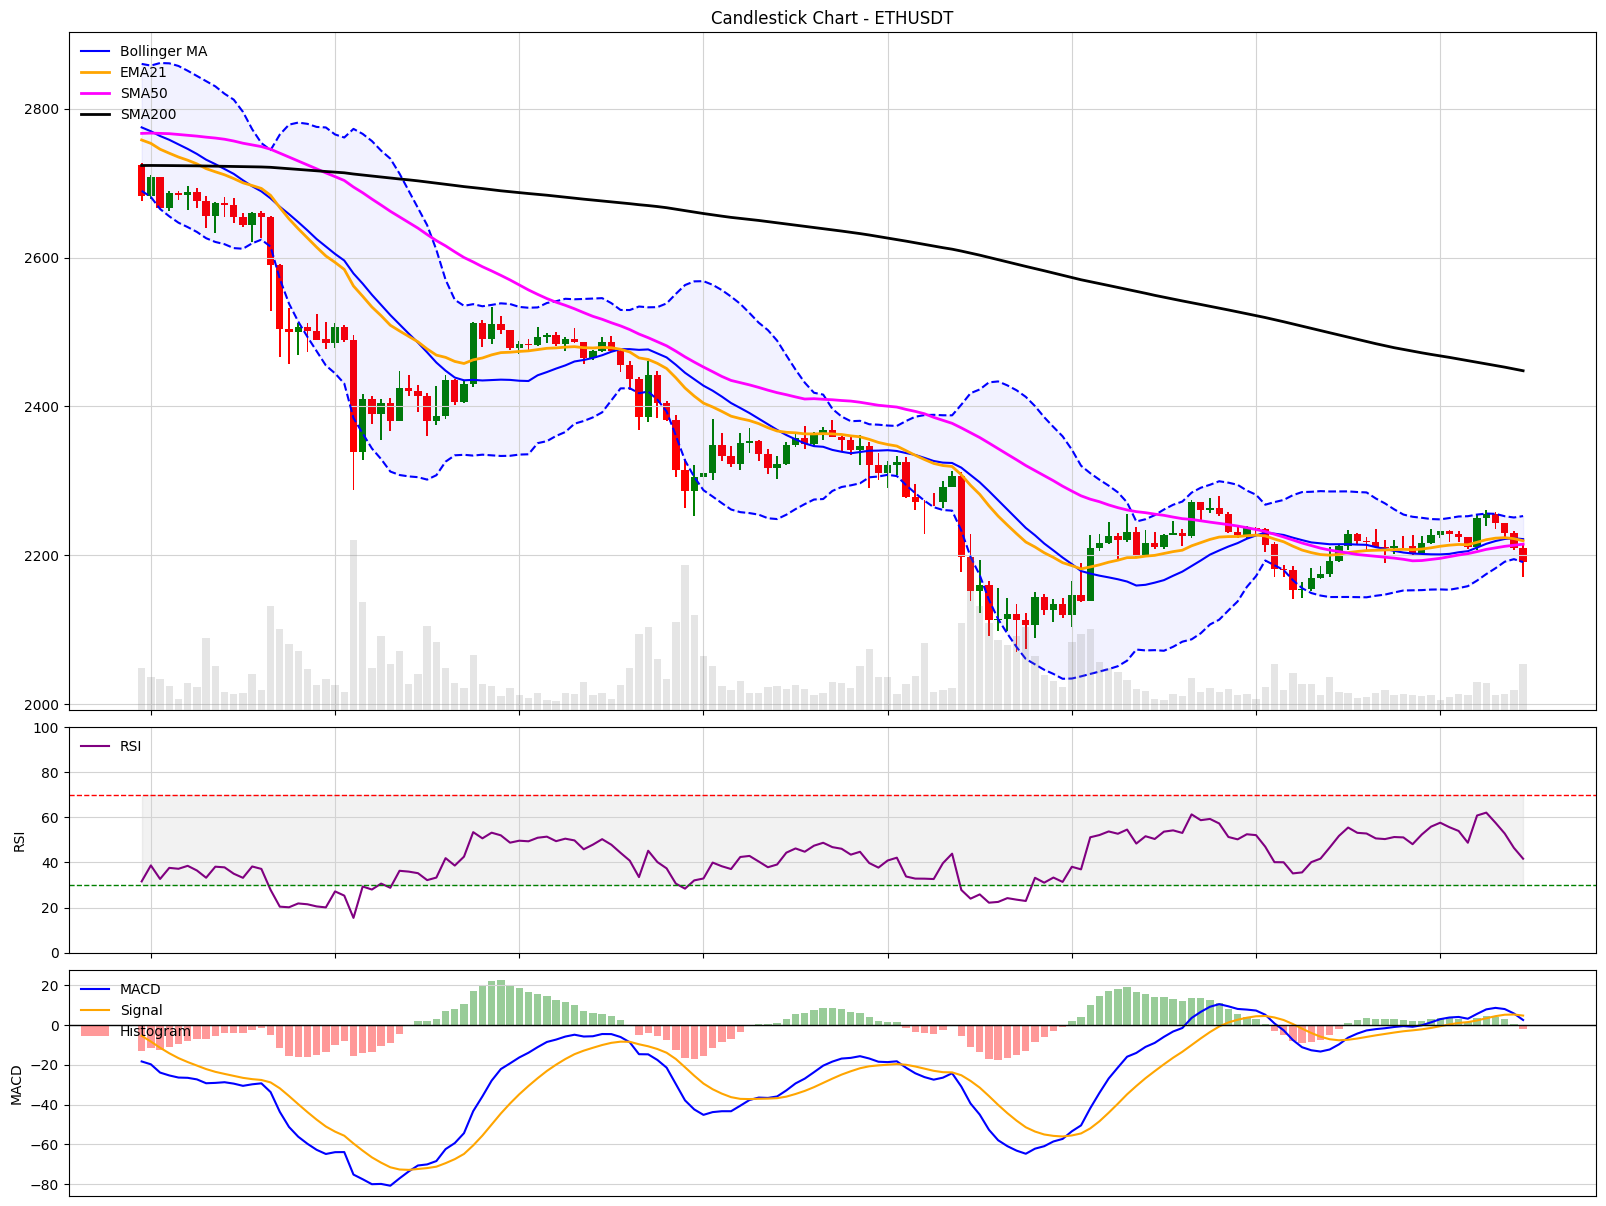 Candlestick Chart - ETHUSDT
Bollinger MA
EMA21
SMA50
SMA200
2800
2600
2400
2200
2000
RSI
RSI
100
80
60
40
20
0
MACD
MACD
Signal
Histogram
20
0
−20
−40
−60
−80